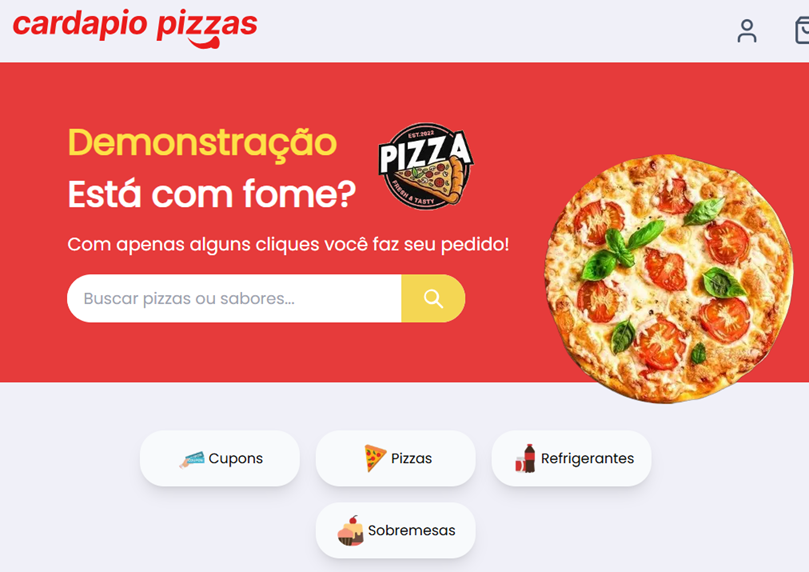 cardapio pizzas
Demonstração
EST.2022
PIZZA
FRESH & TASTY
Está com fome?
Com apenas alguns cliques você faz seu pedido!
Buscar pizzas ou sabores...
Cupons
Pizzas
Refrigerantes
Sobremesas